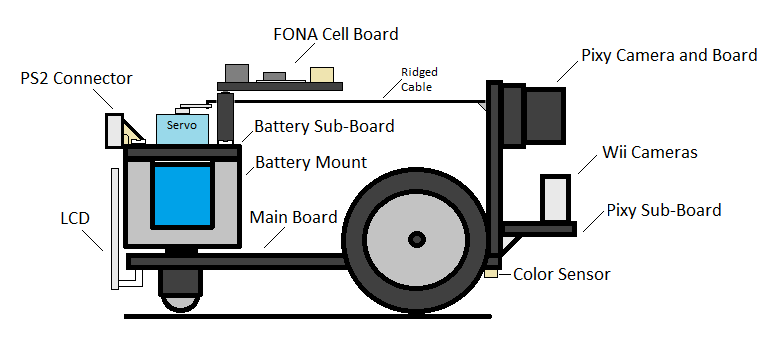 FONA Cell Board
Pixy Camera and Board
PS2 Connector
Ridged
Cable
Servo
Battery Sub-Board
Battery Mount
Wii Cameras
LCD
Main Board
Pixy Sub-Board
Color Sensor